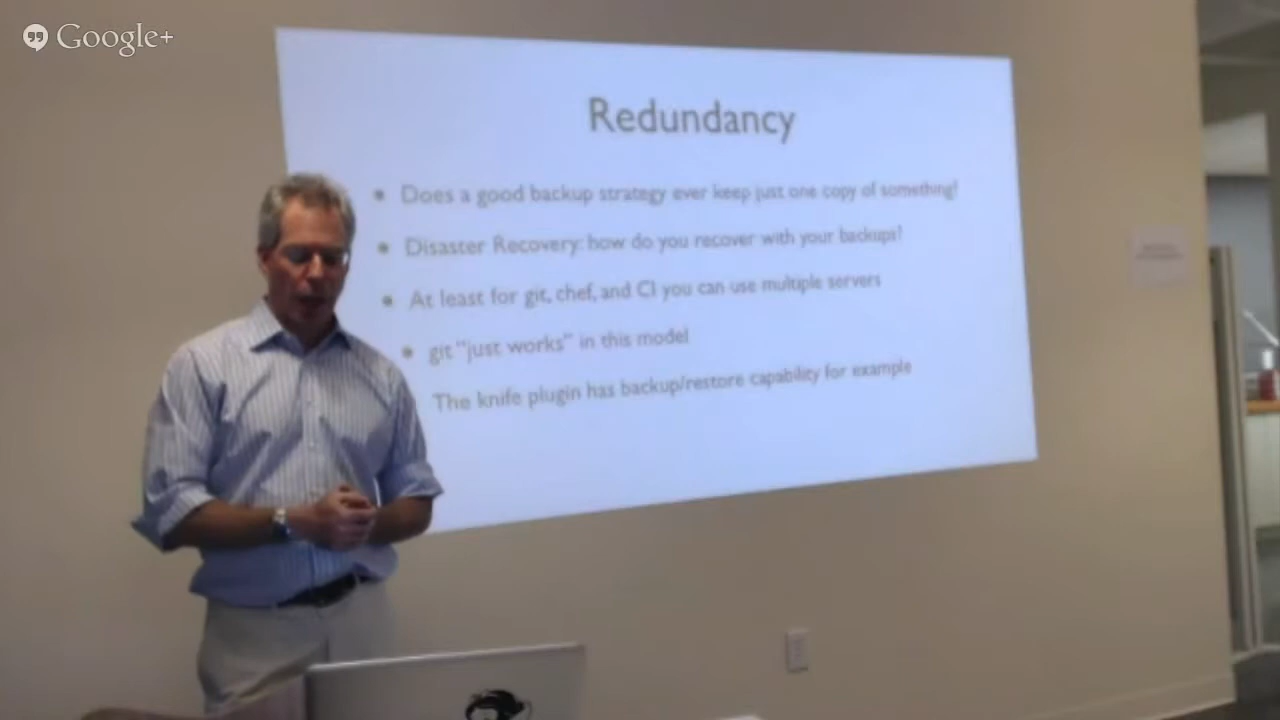 Google+
Redundancy
• Does a good backup strategy ever keep just one copy of something?
• Disaster Recovery: how do you recover with your backups?
• At least for git, chef, and CI you can use multiple servers
• git "just works" in this model
The knife plugin has backup/restore capability for example